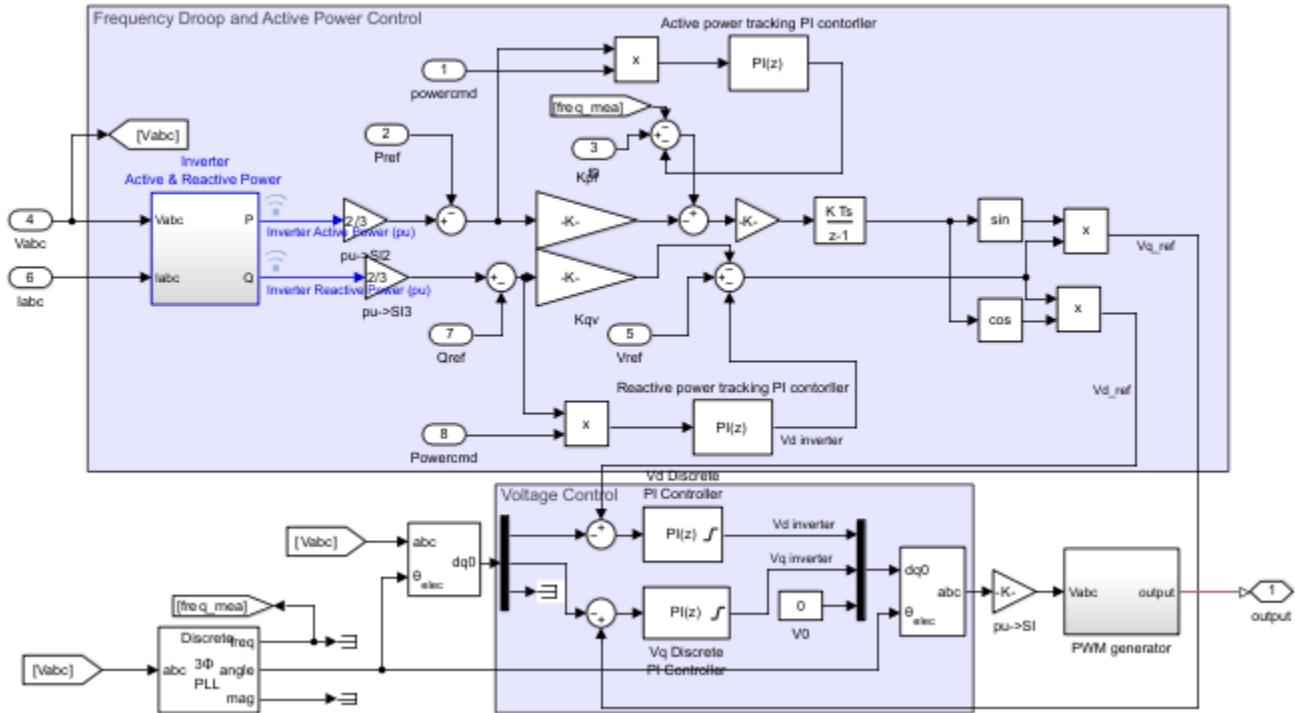 Frequency Droop and Active Power Control
Active power tracking PI contorller
1
powercmd
x
PI(z)
[freq_mea]
[Vabc]
2
Pref
3
Inverter
Active & Reactive Power
4
Vabc
Vabc
P
Inverter Active Power (pu)
2/3
pu->SI2
-K-
-K-
K Ts
z-1
sin
x
Vq_ref
6
Iabc
Iabc
Q
Inverter Reactive Power (pu)
2/3
pu->SI3
-K-
Kqv
cos
x
7
Qref
5
Vref
Vd_ref
Reactive power tracking PI contorller
8
Powercmd
x
PI(z)
Vd inverter
Voltage Control
Vd Discrete
PI Controller
PI(z)
Vd inverter
[Vabc]
abc
θelec
dq0
Vq inverter
PI(z)
Vq Discrete
PI Controller
0
V0
dq0
θelec
abc
-K-
pu->SI
Vabc
output
PWM generator
1
output
[freq_mea]
[Vabc]
abc
Discrete
3Φ
PLL
freq
angle
mag